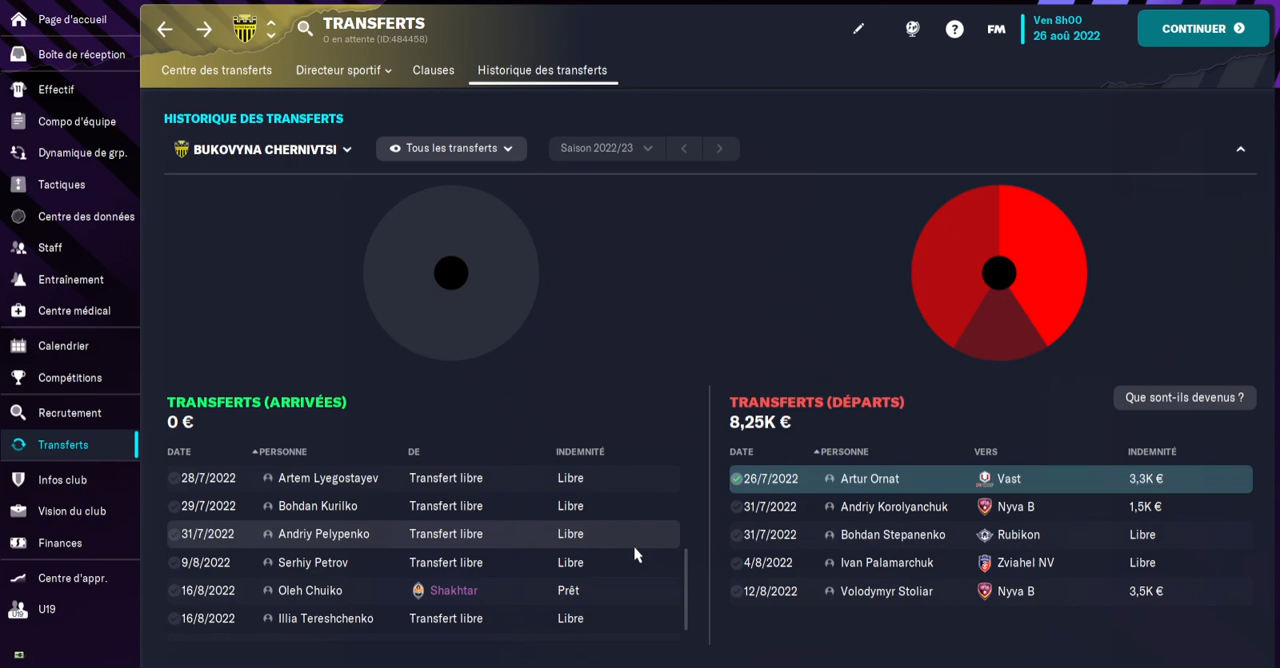 Page d'accueil
Boîte de réception
Effectif
Compo d'équipe
Dynamique de grp.
Tactiques
Centre des données
Staff
Entraînement
Centre médical
Calendrier
Compétitions
Recrutement
Transferts
Infos club
Vision du club
Finances
Centre d'appr.
U19
TRANSFERTS
0 en attente (ID:484458)
FM
Ven 8h00
26 aoû 2022
CONTINUER
Centre des transferts Directeur sportif Clauses Historique des transferts
HISTORIQUE DES TRANSFERTS
BUKOVYNA CHERNIVTSI Tous les transferts Saison 2022/23
TRANSFERTS (ARRIVÉES)
0 €
DATE PERSONNE DE INDEMNITÉ
28/7/2022 Artem Lyegostayev Transfert libre Libre
29/7/2022 Bohdan Kurilko Transfert libre Libre
31/7/2022 Andriy Pelypenko Transfert libre Libre
9/8/2022 Serhiy Petrov Transfert libre Libre
16/8/2022 Oleh Chuiko Shakhtar Prêt
16/8/2022 Illia Tereshchenko Transfert libre Libre
TRANSFERTS (DÉPARTS)
8,25K €
Que sont-ils devenus ?
DATE PERSONNE VERS INDEMNITÉ
26/7/2022 Artur Ornat Vast 3,3K €
31/7/2022 Andriy Korolyanchuk Nyva B 1,5K €
31/7/2022 Bohdan Stepanenko Rubikon Libre
4/8/2022 Ivan Palamarchuk Zviahel NV Libre
12/8/2022 Volodymyr Stoliar Nyva B 3,5K €